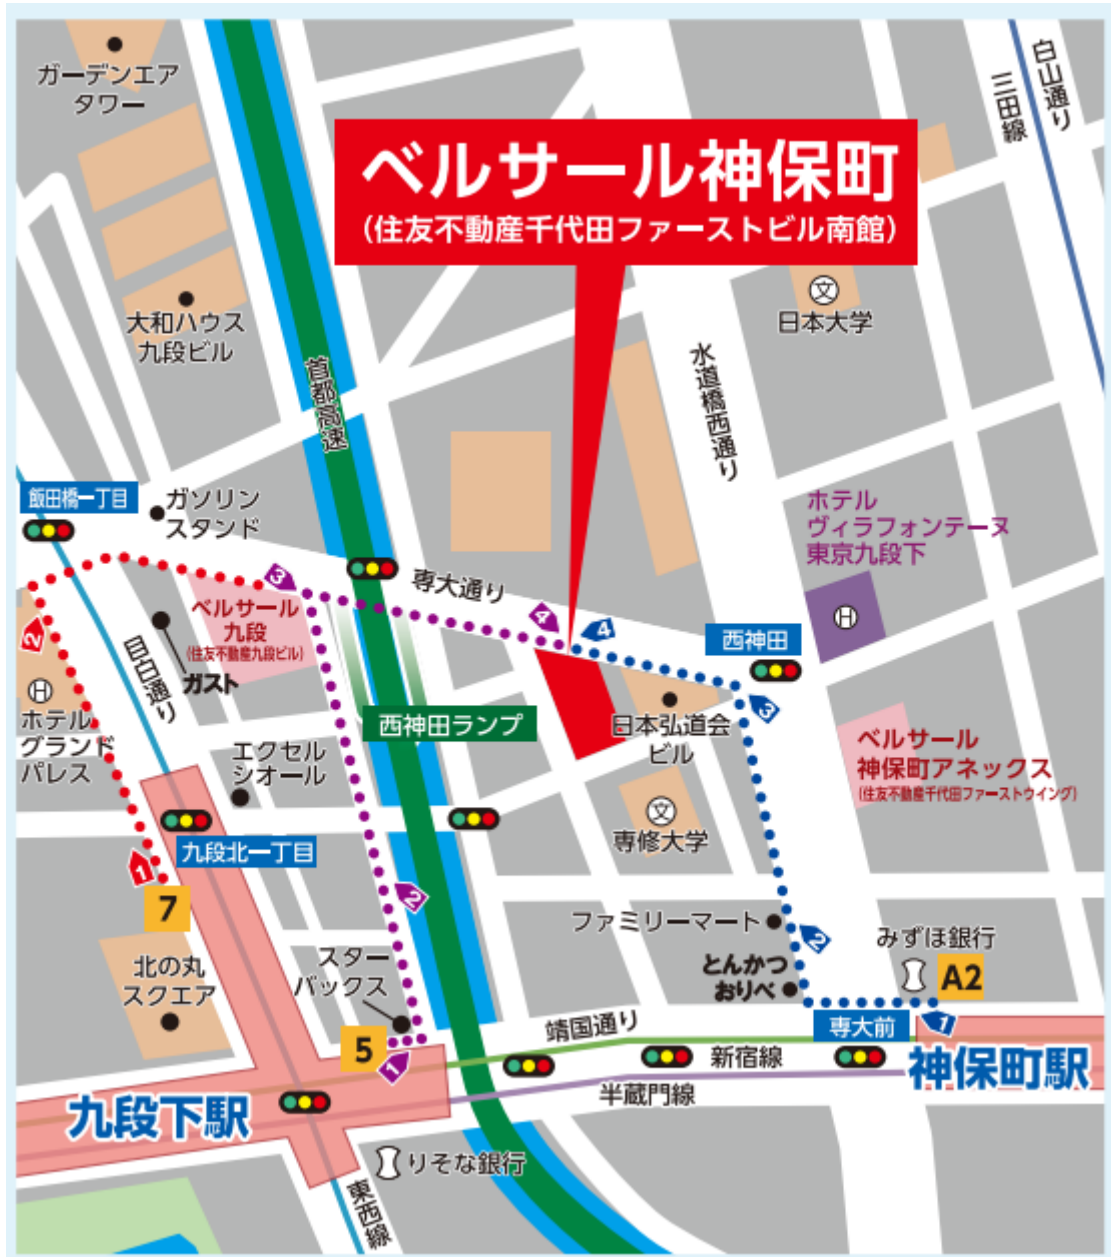 ガーデンエア
タワー
白山通り
三田線
ベルサール神保町
(住友不動産千代田ファーストビル南館)
文
日本大学
大和ハウス
九段ビル
首都高速
水道橋西通り
飯田橋一丁目
ガソリン
スタンド
ホテル
ヴィラフォンテーヌ
東京九段下
H
専大通り
3
4
4
ベルサール
九段
(住友不動産九段ビル)
2
西神田
目白通り
ガスト
H
ホテル
グランド
パレス
西神田ランプ
3
日本弘道会
ビル
エクセル
シオール
ベルサール
神保町アネックス
(住友不動産千代田ファーストウイング)
文
専修大学
九段北一丁目
1
7
2
ファミリーマート
2
みずほ銀行
A2
とんかつ
おりべ
北の丸
スクエア
スター
バックス
1
専大前
靖国通り
5
1
新宿線
神保町駅
半蔵門線
九段下駅
りそな銀行
東西線